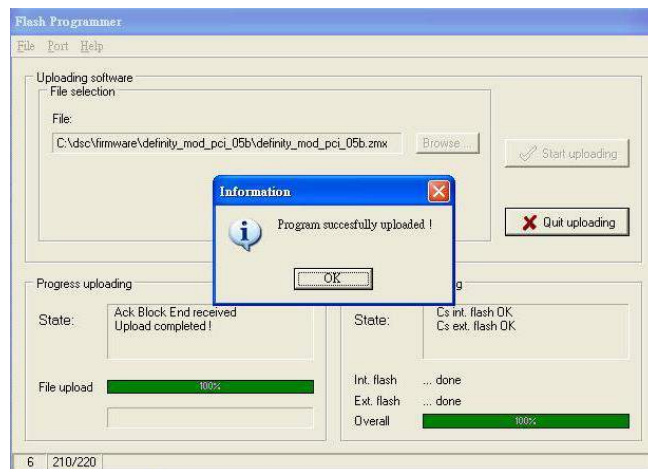 Flash Programmer
File Port Help
Uploading software
File selection
File:
C:\dsc\firmware\definity_mod_pci_05b\definity_mod_pci_05b.zmx
Browse ...
Start uploading
Information
Program succesfully uploaded !
OK
Quit uploading
Progress uploading
State:
Ack Block End received
Upload completed !
File upload
100%
g
State:
Cs int. flash OK
Cs ext. flash OK
Int. flash ... done
Ext. flash ... done
Overall
100%
6 210/220